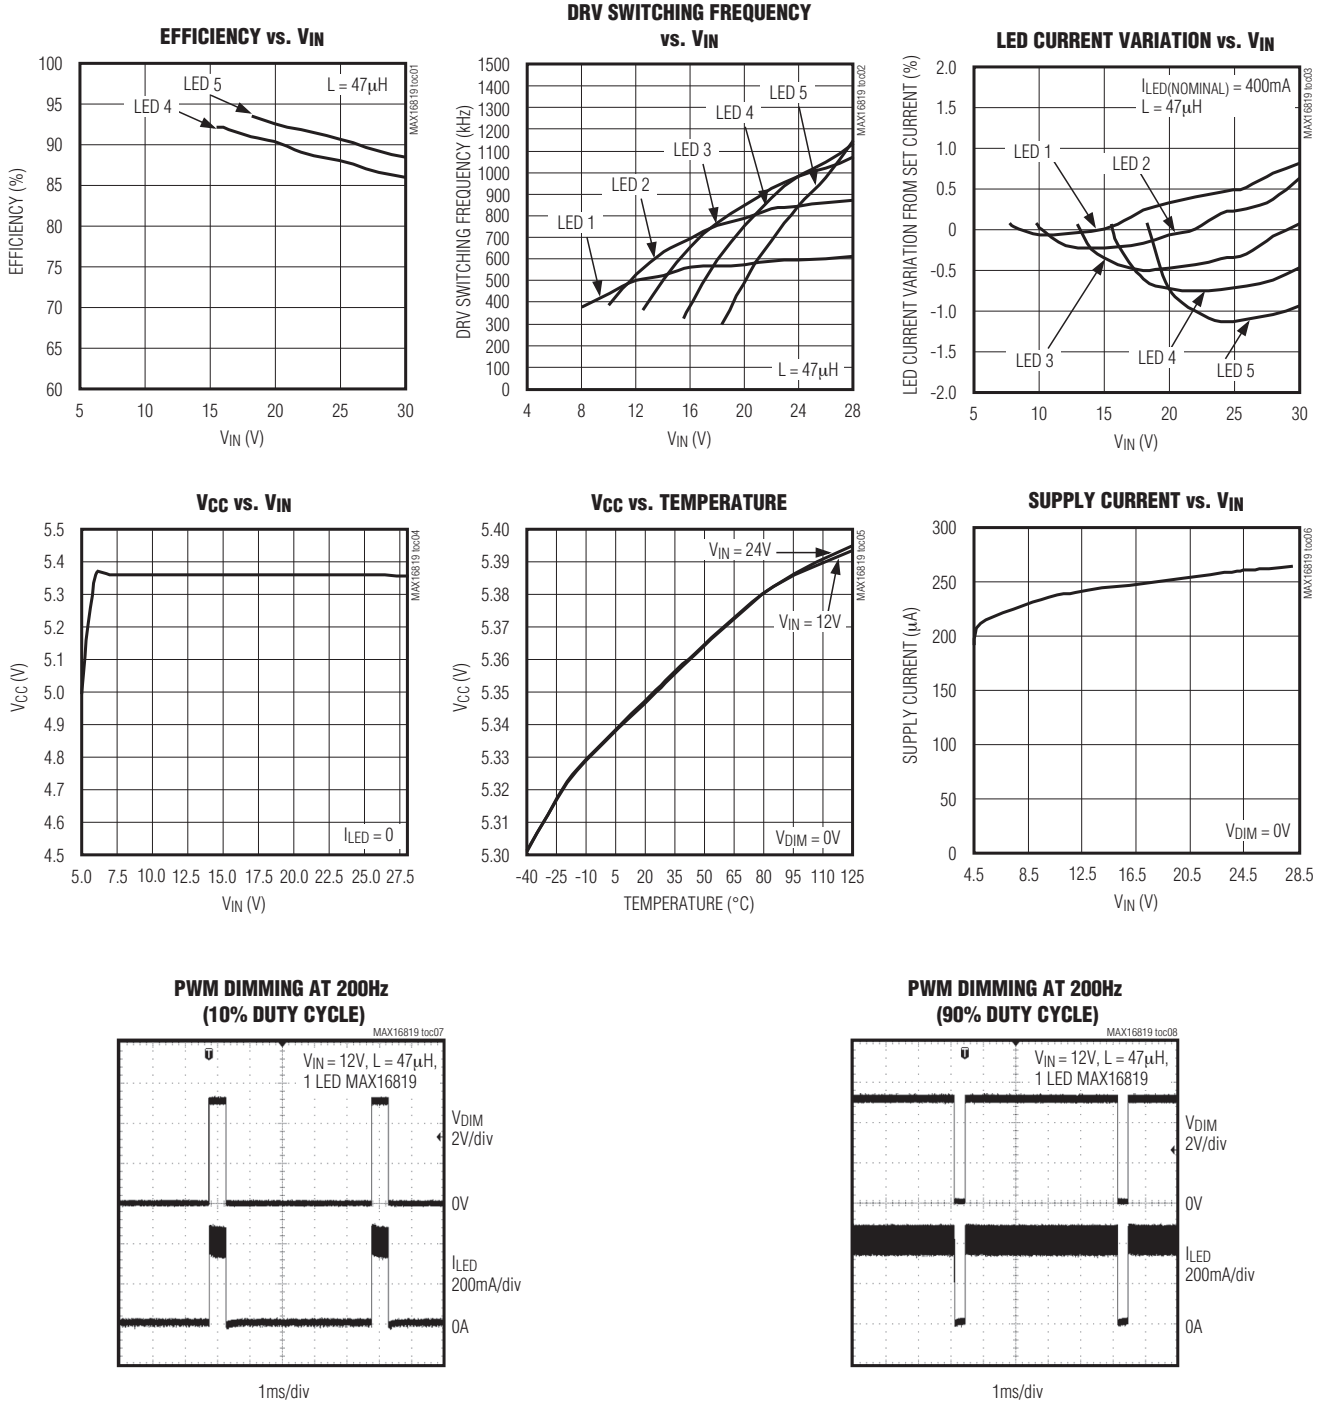 EFFICIENCY vs. VIN
100
95
90
85
80
75
70
65
60
EFFICIENCY (%)
LED 5
LED 4
L = 47µH
MAX16819 toc01
5 10 15 20 25 30
VIN (V)
DRV SWITCHING FREQUENCY
vs. VIN
1500
1400
1300
1200
1100
1000
900
800
700
600
500
400
300
200
100
0
DRV SWITCHING FREQUENCY (kHz)
LED 5
LED 4
LED 3
LED 2
LED 1
L = 47µH
MAX16819 toc02
4 8 12 16 20 24 28
VIN (V)
LED CURRENT VARIATION vs. VIN
2.0
1.5
1.0
0.5
0
-0.5
-1.0
-1.5
-2.0
LED CURRENT VARIATION FROM SET CURRENT (%)
ILED(NOMINAL) = 400mA
L = 47µH
LED 1
LED 2
LED 3
LED 4
LED 5
MAX16819 toc03
5 10 15 20 25 30
VIN (V)
VCC vs. VIN
5.5
5.4
5.3
5.2
5.1
5.0
4.9
4.8
4.7
4.6
4.5
VCC (V)
ILED = 0
MAX16819 toc04
5.0 7.5 10.0 12.5 15.0 17.5 20.0 22.5 25.0 27.5
VIN (V)
VCC vs. TEMPERATURE
5.40
5.39
5.38
5.37
5.36
5.35
5.34
5.33
5.32
5.31
5.30
VCC (V)
VIN = 24V
VIN = 12V
VDIM = 0V
MAX16819 toc05
-40 -25 -10 5 20 35 50 65 80 95 110 125
TEMPERATURE (°C)
SUPPLY CURRENT vs. VIN
300
250
200
150
100
50
0
SUPPLY CURRENT (µA)
VDIM = 0V
MAX16819 toc06
4.5 8.5 12.5 16.5 20.5 24.5 28.5
VIN (V)
PWM DIMMING AT 200Hz
(10% DUTY CYCLE)
MAX16819 toc07
T
VIN = 12V, L = 47µH,
1 LED MAX16819
VDIM
2V/div
0V
ILED
200mA/div
0A
1ms/div
PWM DIMMING AT 200Hz
(90% DUTY CYCLE)
MAX16819 toc08
T
VIN = 12V, L = 47µH,
1 LED MAX16819
VDIM
2V/div
0V
ILED
200mA/div
0A
1ms/div